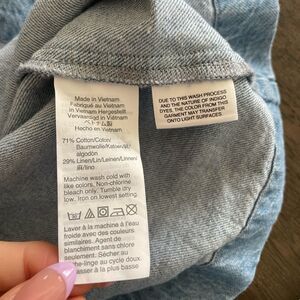 Made in Vietnam
Fabriqué au Vietnam
in Vietnam Hergestellt
Vervaardigd in Vietnam
ベトナム製
Hecho en Vietnam
71% Cotton/Coton/
Baumwolle/Katoen/綿/
algodón
29% Linen/Lin/Leinen/Linnen/
麻/lino
Machine wash cold with
like colors. Non-chlorine
bleach only. Tumble dry
low. Iron on lowest setting.
Laver à la machine à l'eau
froide avec des couleurs
similaires. Agent de
blanchiment sans chlore
seulement. Sécher au
-linge au cycle doux.
asser à la plus basse
DUE TO THIS WASH PROCESS
AND THE NATURE OF INDIGO
DYES, THE COLOR FROM THIS
GARMENT MAY TRANSFER
ONTO LIGHT SURFACES.